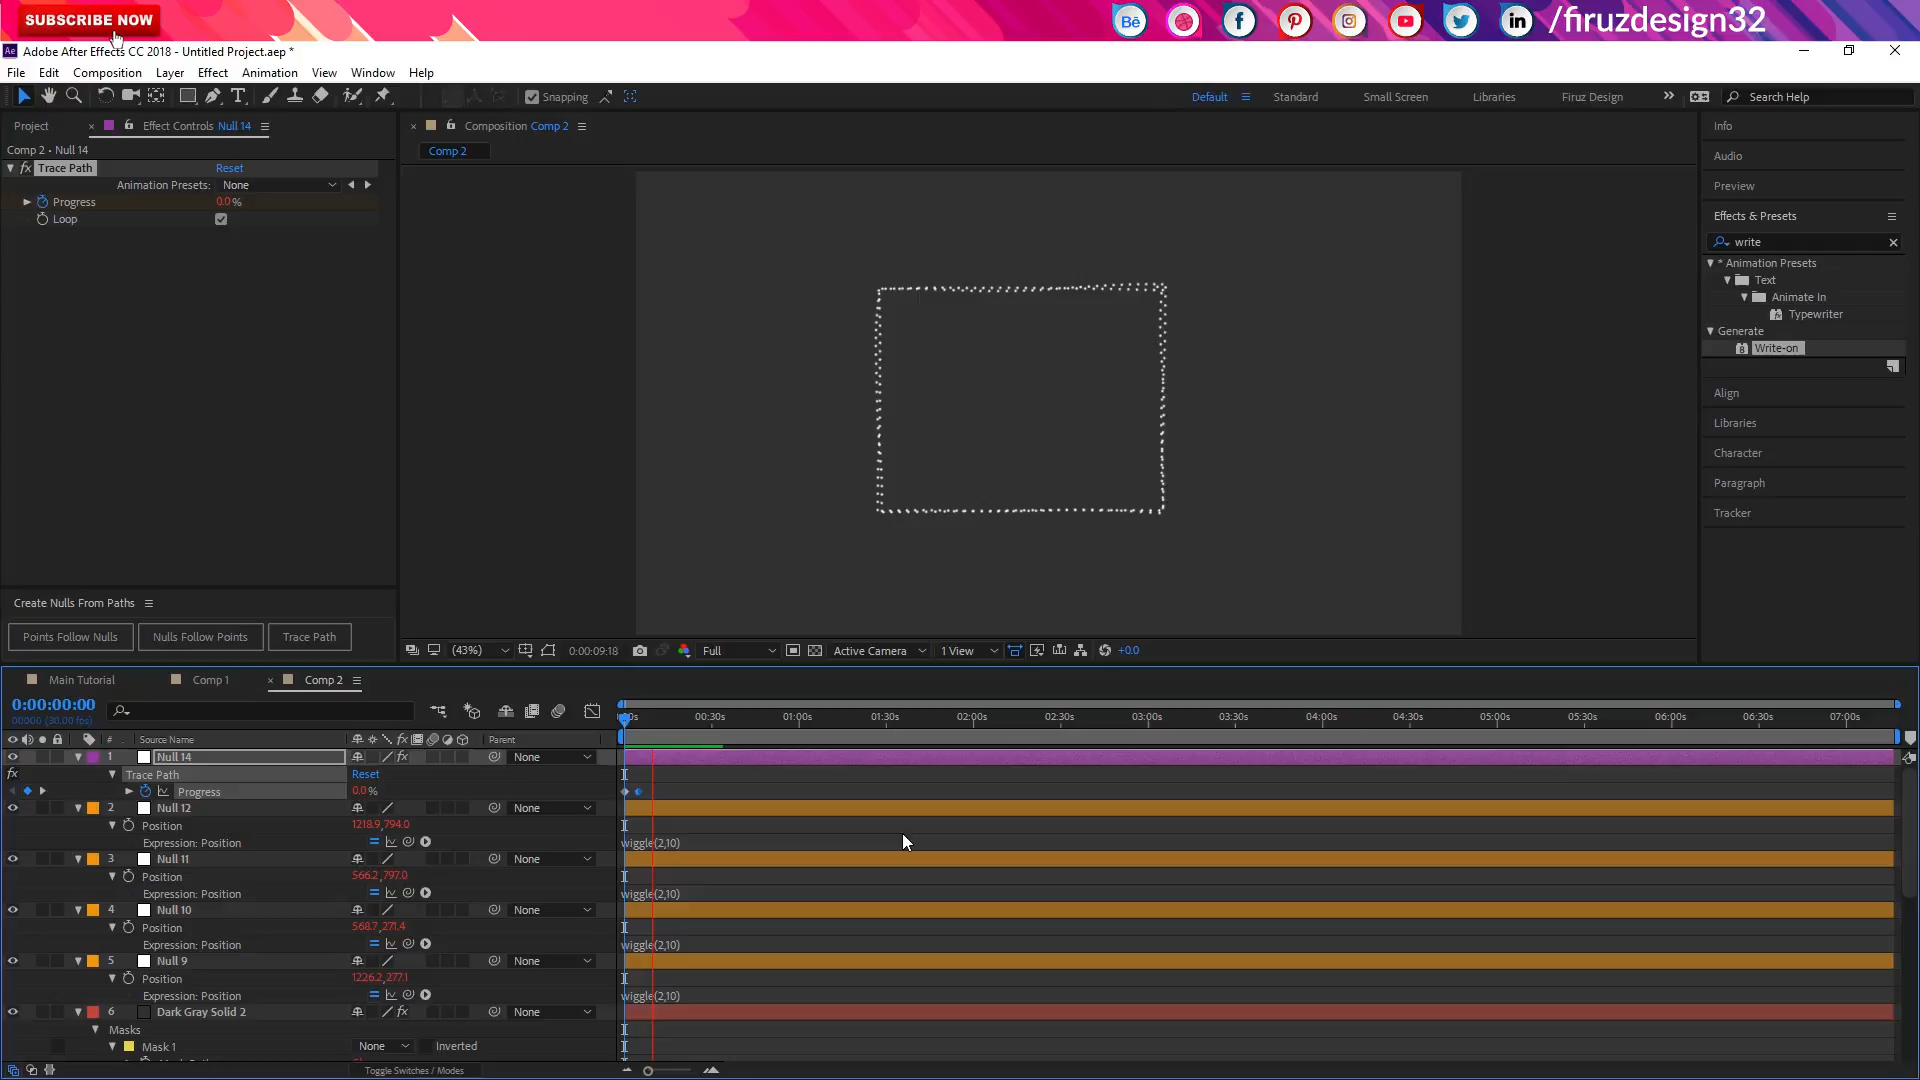 SUBSCRIBE NOW
/firuzdesign32
Adobe After Effects CC 2018 - Untitled Project.aep *
File Edit Composition Layer Effect Animation View Window Help
Snapping Default Standard Small Screen Libraries Firuz Design Search Help
Project Effect Controls Null 14 Composition Comp 2
Comp 2 • Null 14
Comp 2
Trace Path Reset
Animation Presets: None
Progress 0.0 %
Loop
Info
Audio
Preview
Effects & Presets
write
* Animation Presets
Text
Animate In
Typewriter
Generate
Write-on
Align
Libraries
Character
Paragraph
Tracker
Create Nulls From Paths
Points Follow Nulls Nulls Follow Points Trace Path
(43%) 0:00:09:18 Full Active Camera 1 View +0.0
Main Tutorial Comp 1 Comp 2
0:00:00:00
00000 (30.00 fps)
00:30s 01:00s 01:30s 02:00s 02:30s 03:00s 03:30s 04:00s 04:30s 05:00s 05:30s 06:00s 06:30s 07:00s
# Source Name Parent
1 Null 14 None
Trace Path Reset
Progress 0.0 %
2 Null 12 None
Position 1218.9,794.0
Expression: Position wiggle(2,10)
3 Null 11 None
Position 566.2,797.0
Expression: Position wiggle(2,10)
4 Null 10 None
Position 568.7,271.4
Expression: Position wiggle(2,10)
5 Null 9 None
Position 1226.2,277.1
Expression: Position wiggle(2,10)
6 Dark Gray Solid 2 None
Masks
Mask 1 None Inverted
Toggle Switches / Modes